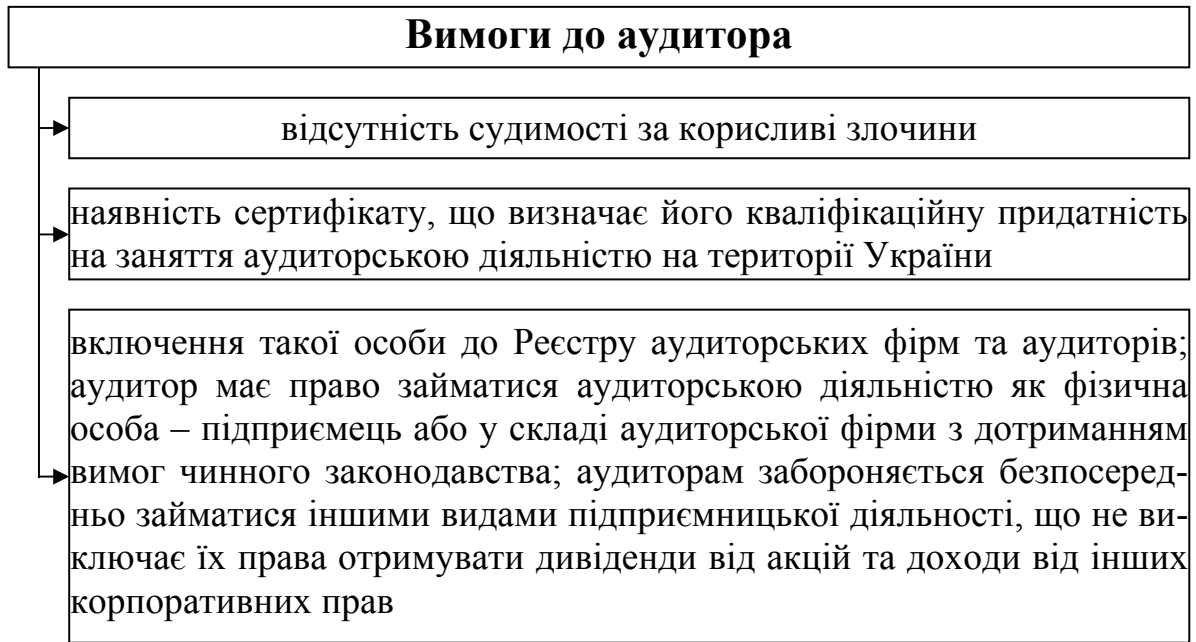 Вимоги до аудитора
відсутність судимості за корисливі злочини
наявність сертифікату, що визначає його кваліфікаційну придатність
на заняття аудиторською діяльністю на території України
включення такої особи до Реєстру аудиторських фірм та аудиторів;
аудитор має право займатися аудиторською діяльністю як фізична
особа – підприємець або у складі аудиторської фірми з дотриманням
вимог чинного законодавства; аудиторам забороняється безпосеред-
ньо займатися іншими видами підприємницької діяльності, що не ви-
ключає їх права отримувати дивіденди від акцій та доходи від інших
корпоративних прав